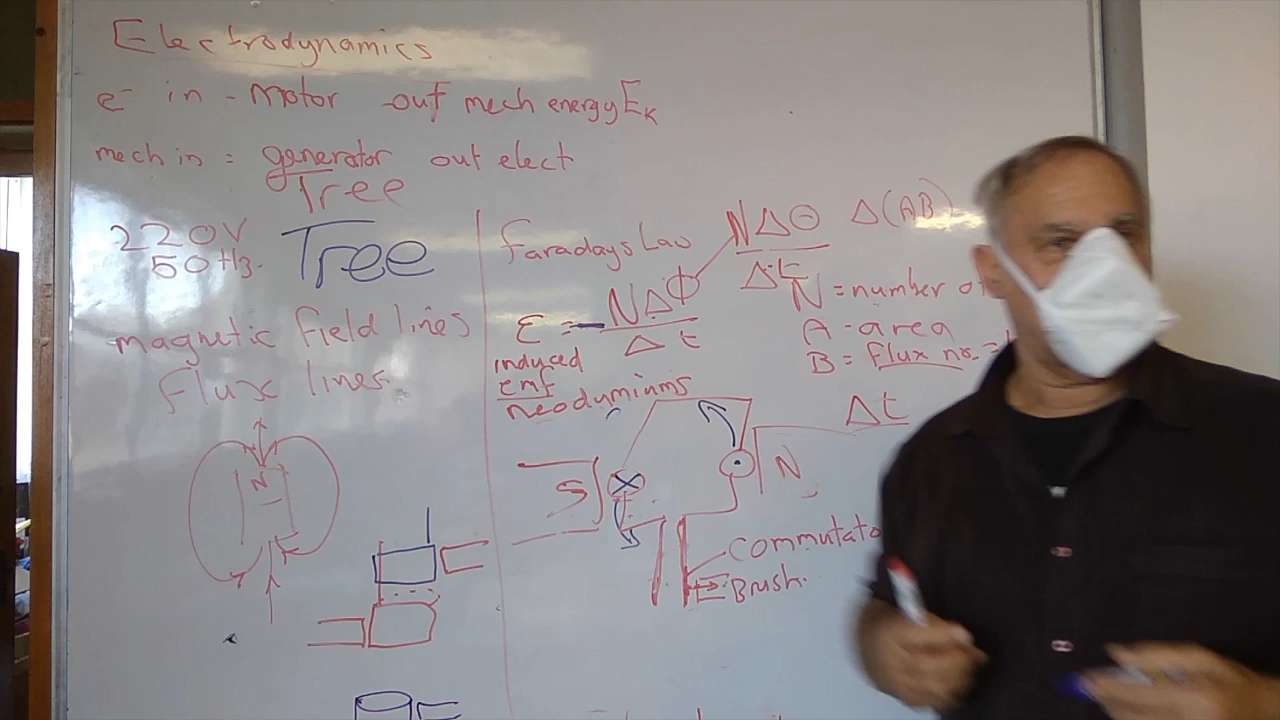 Electrodynamics
e⁻ in - motor -out mech energy EK
mech in = generator out elect
Tree
220V Tree
50Hz.
magnetic field lines
flux lines.
N
faradays Law
NΔΘ Δ(AB)
Δt
ε = - NΔϕ
Δt
induced
emf
N = number of
A - area
B = flux nr. =
neodymiums
Δt
S
N
Commutato
Brush.